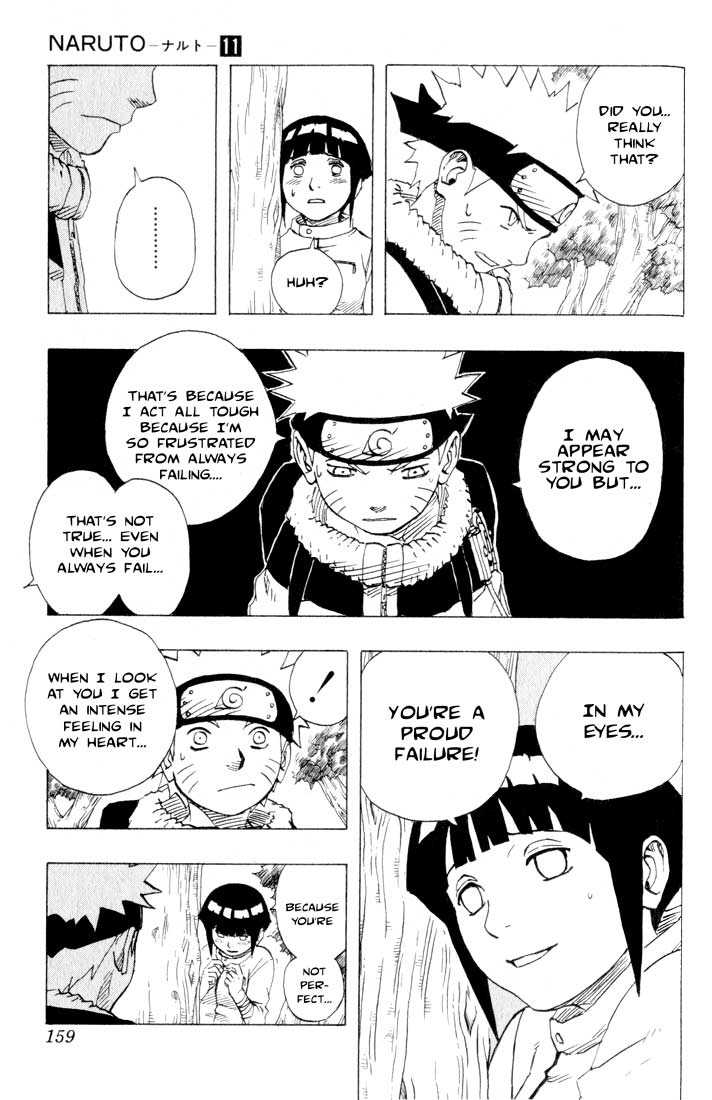 NARUTO -ナルト- 11
DID YOU...
REALLY
THINK
THAT?
HUH?
..........
I MAY
APPEAR
STRONG TO
YOU BUT...
THAT'S BECAUSE
I ACT ALL TOUGH
BECAUSE I'M
SO FRUSTRATED
FROM ALWAYS
FAILING....
THAT'S NOT
TRUE... EVEN
WHEN YOU
ALWAYS FAIL...
IN MY
EYES...
YOU'RE A
PROUD
FAILURE!
!
WHEN I LOOK
AT YOU I GET
AN INTENSE
FEELING IN
MY HEART...
BECAUSE
YOU'RE
NOT
PER-
FECT...
159